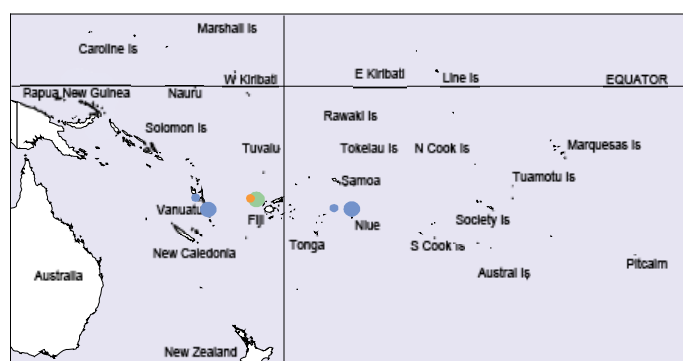 Marshall Is
Caroline Is
W Kiribati
E Kiribati
Line Is
EQUATOR
Papua New Guinea
Nauru
Rawaki Is
Solomon Is
Tuvalu
Tokelau Is
N Cook Is
Marquesas Is
Samoa
Tuamotu Is
Vanuatu
Fiji
Niue
Society Is
Tonga
S Cook Is
New Caledonia
Pitcairn
Australia
Austral Is
New Zealand